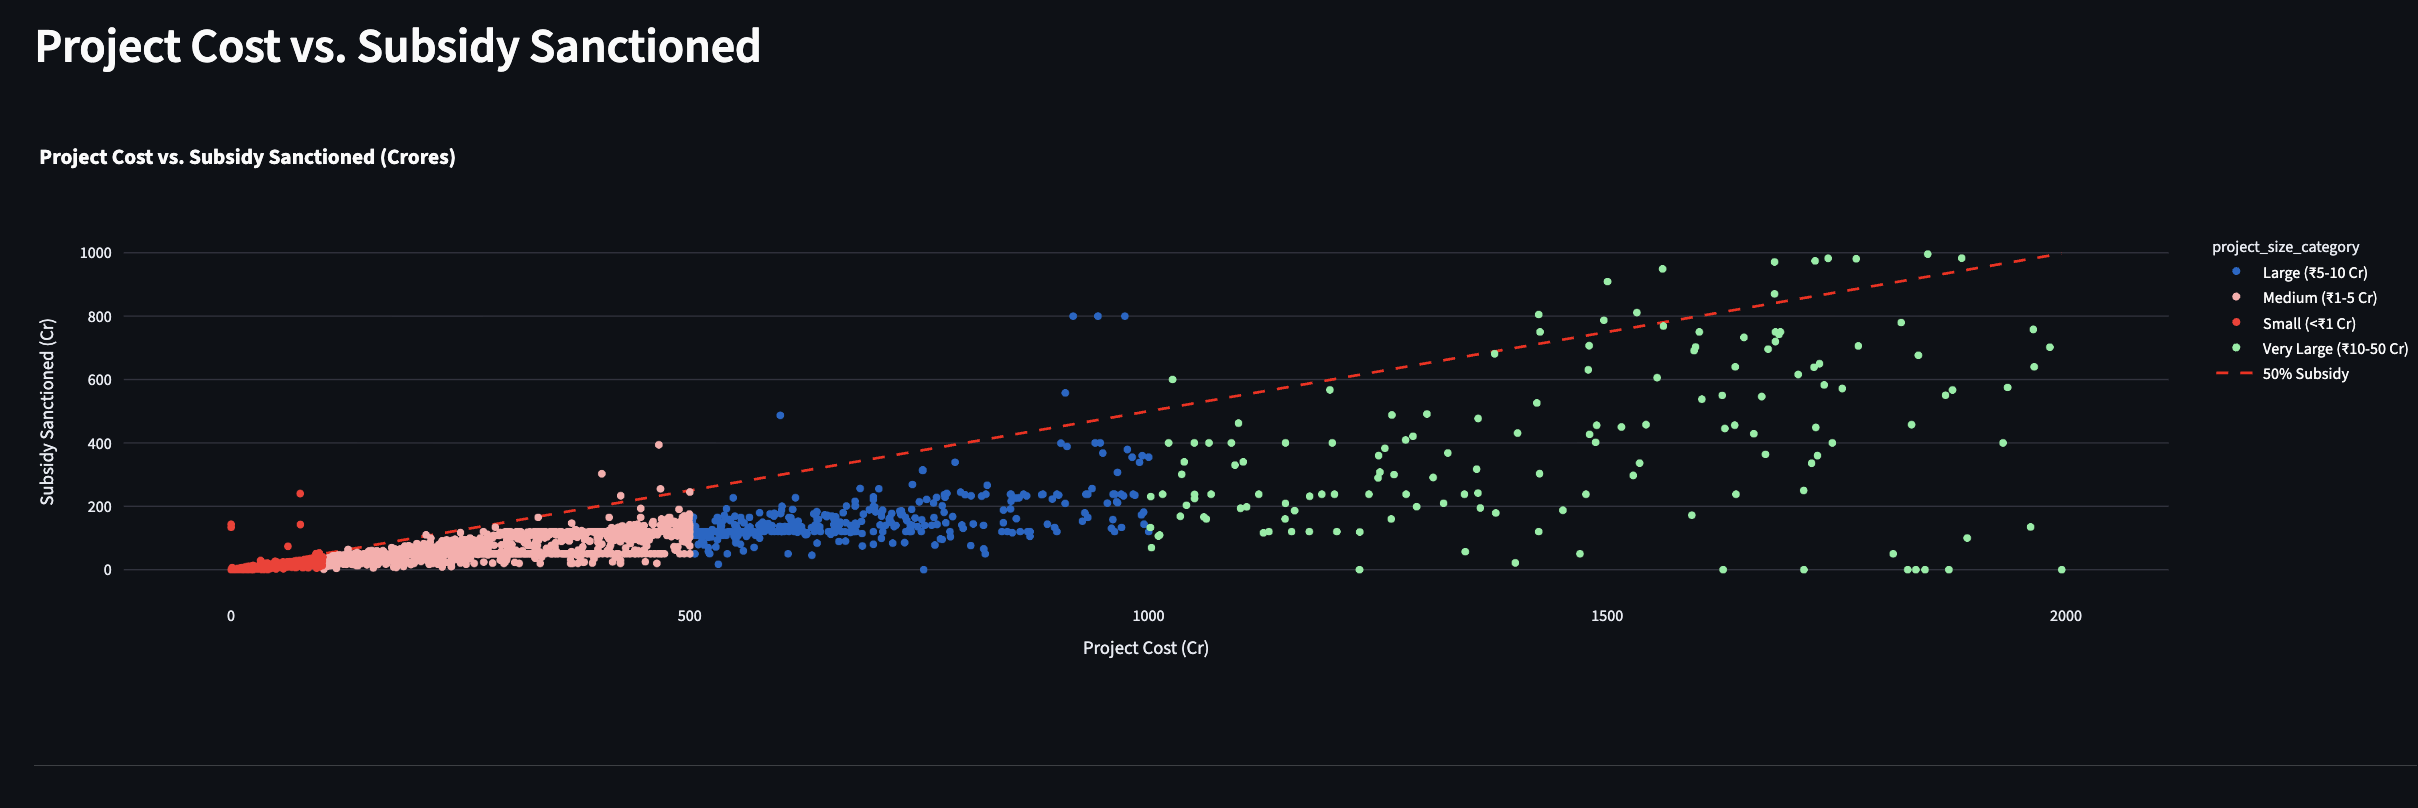 Project Cost vs. Subsidy Sanctioned
Project Cost vs. Subsidy Sanctioned (Crores)
Subsidy Sanctioned (Cr)
1000
800
600
400
200
0
0
500
1000
1500
2000
Project Cost (Cr)
project_size_category
Large (₹5-10 Cr)
Medium (₹1-5 Cr)
Small (<₹1 Cr)
Very Large (₹10-50 Cr)
50% Subsidy